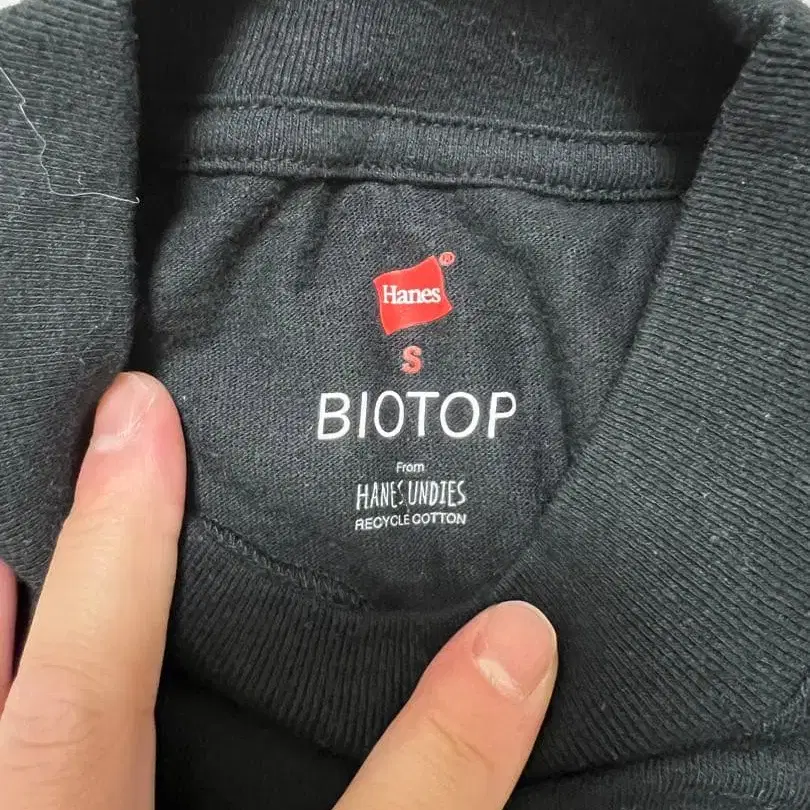 Hanes®
S
BIOTOP
From
HANES UNDIES
RECYCLE COTTON